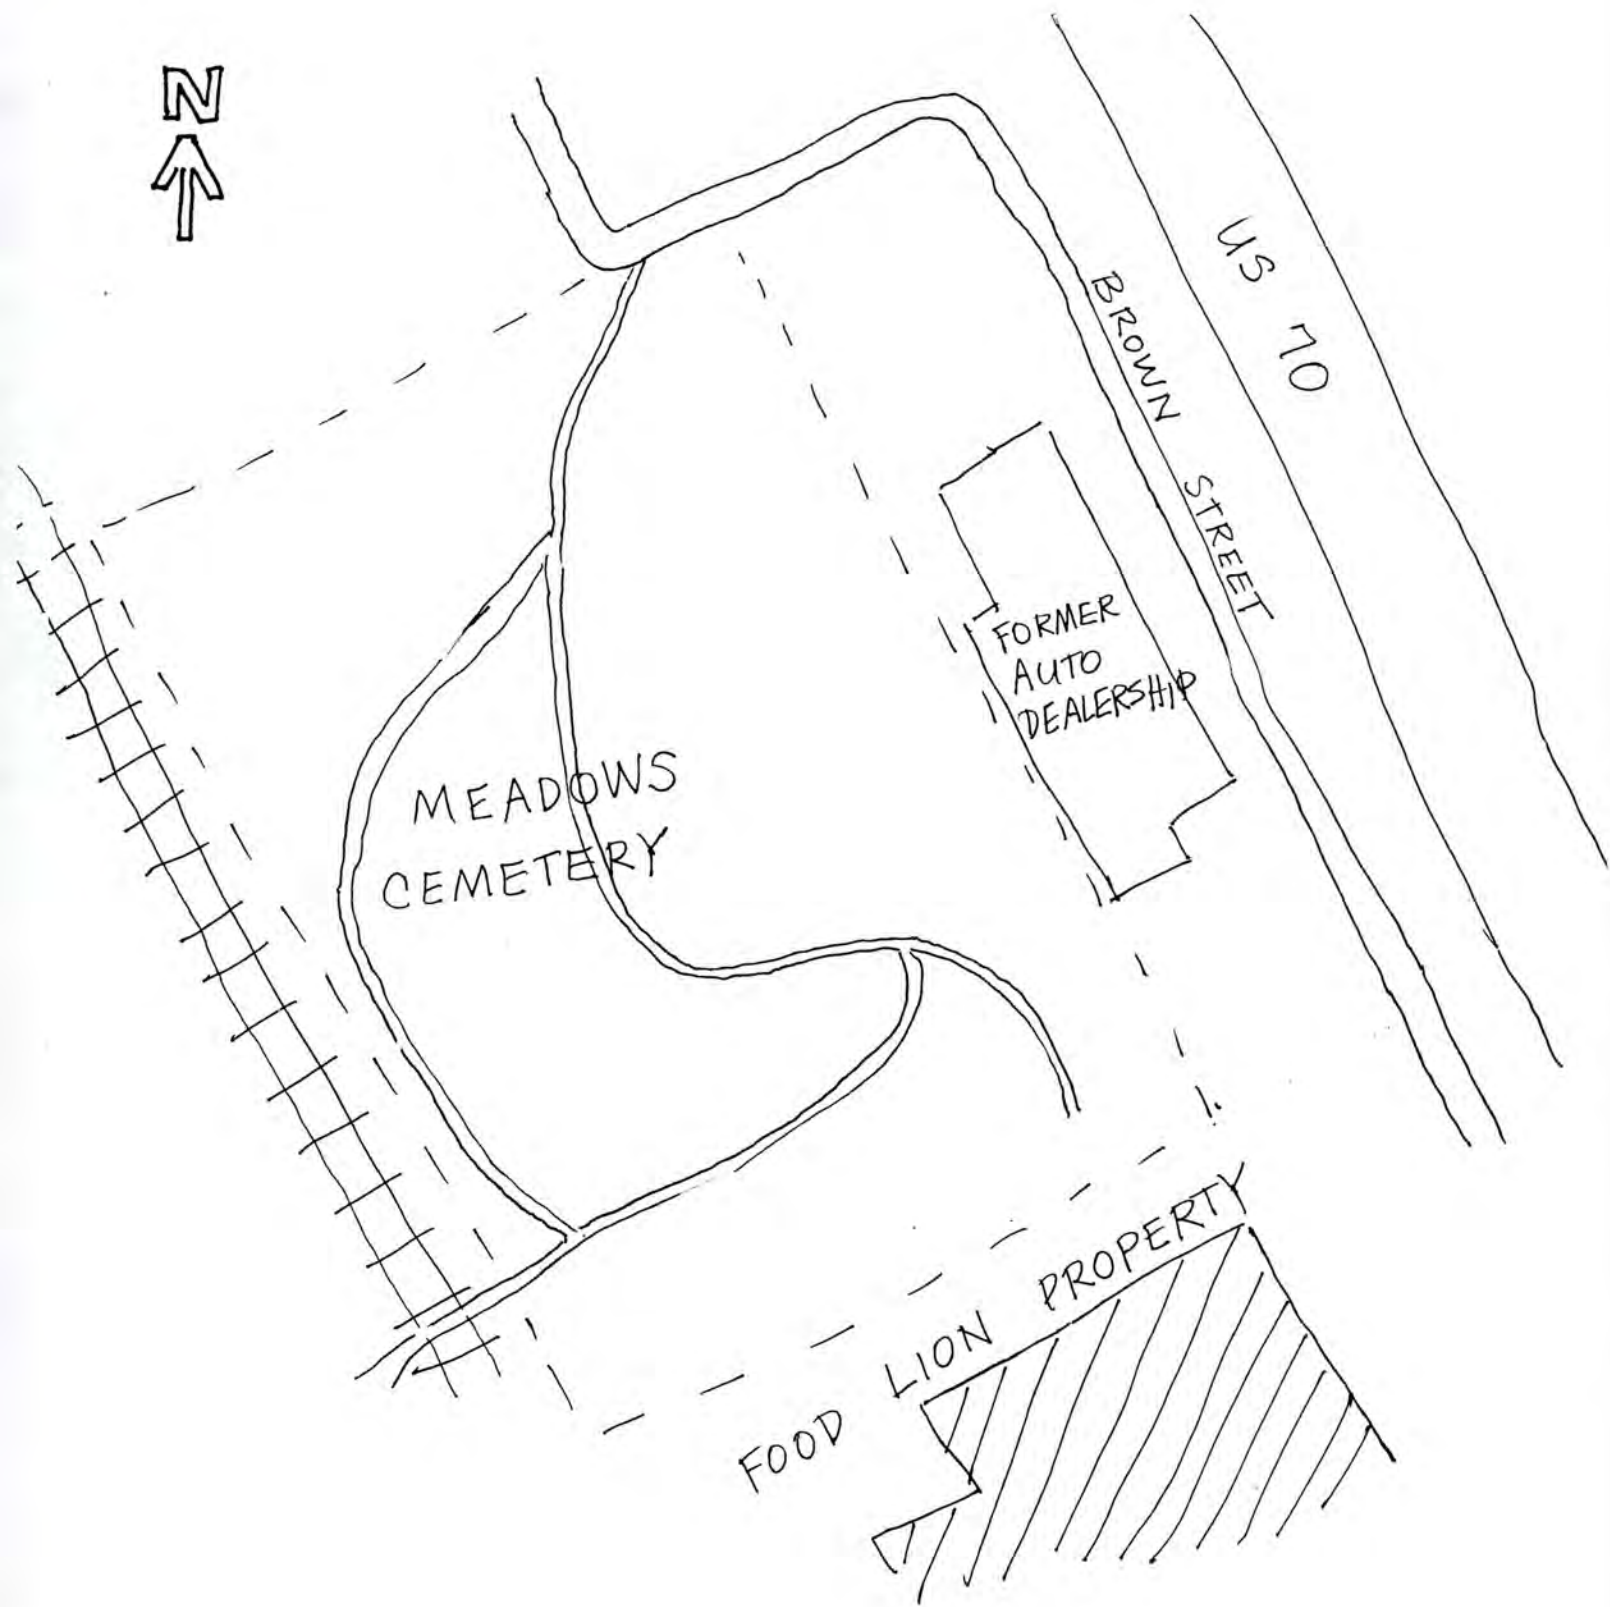 N
US 70
BROWN STREET
FORMER
AUTO
DEALERSHIP
MEADOWS
CEMETERY
FOOD LION PROPERTY